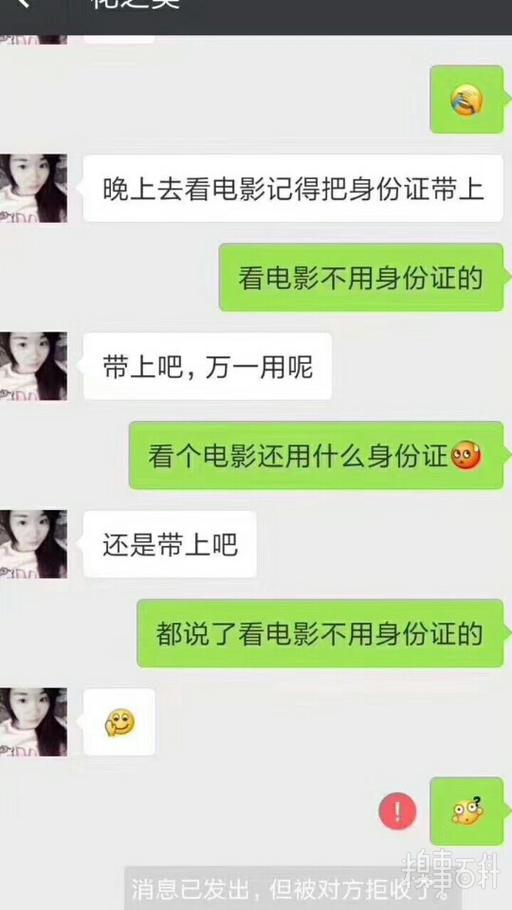 晚上去看电影记得把身份证带上
看电影不用身份证的
带上吧，万一用呢
看个电影还用什么身份证
还是带上吧
都说了看电影不用身份证的
消息已发出，但被对方拒收了。
糗事百科